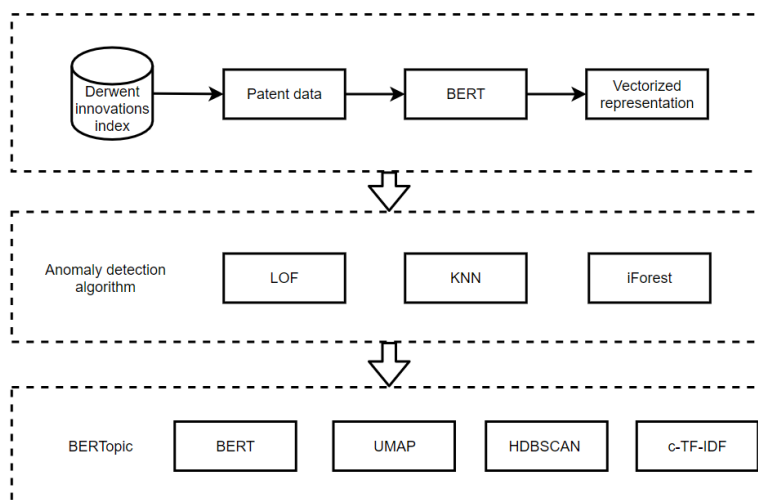 Derwent
innovations
index
Patent data
BERT
Vectorized
representation
Anomaly detection
algorithm
LOF
KNN
iForest
BERTopic
BERT
UMAP
HDBSCAN
c-TF-IDF